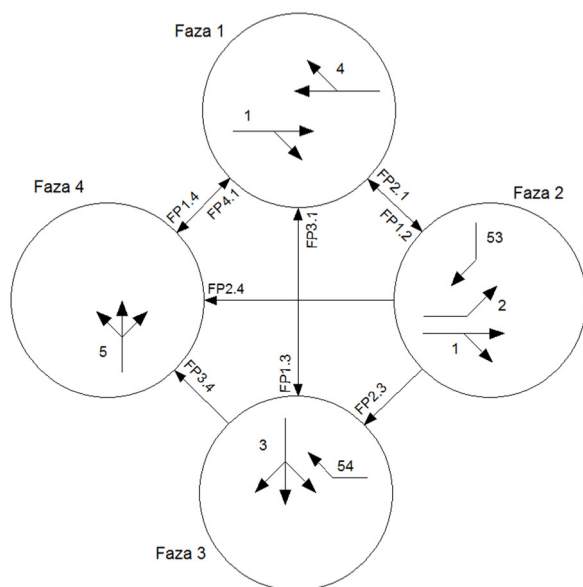 Faza 1
4
1
Faza 4
FP1.4
FP4.1
FP3.1
FP2.1
FP1.2
Faza 2
53
2
1
FP2.4
5
FP3.4
FP1.3
FP2.3
3
54
Faza 3